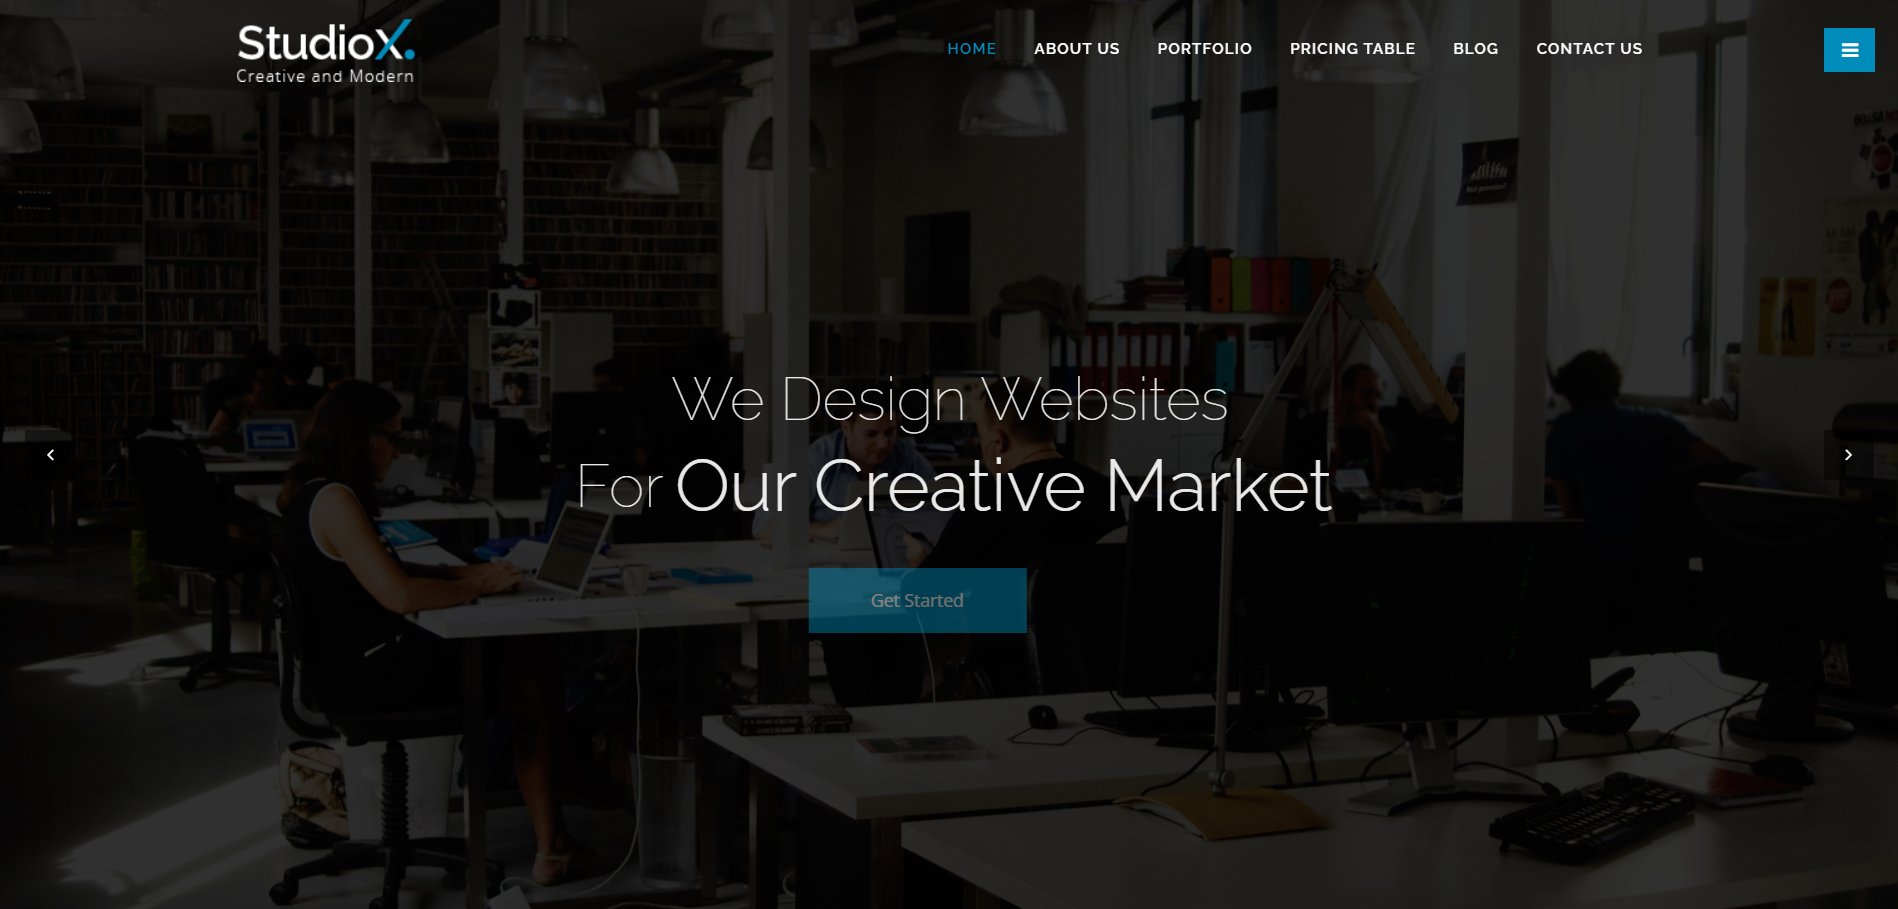 StudioX.
Creative and Modern
HOME
ABOUT US
PORTFOLIO
PRICING TABLE
BLOG
CONTACT US
We Design Websites
For Our Creative Market
Get Started